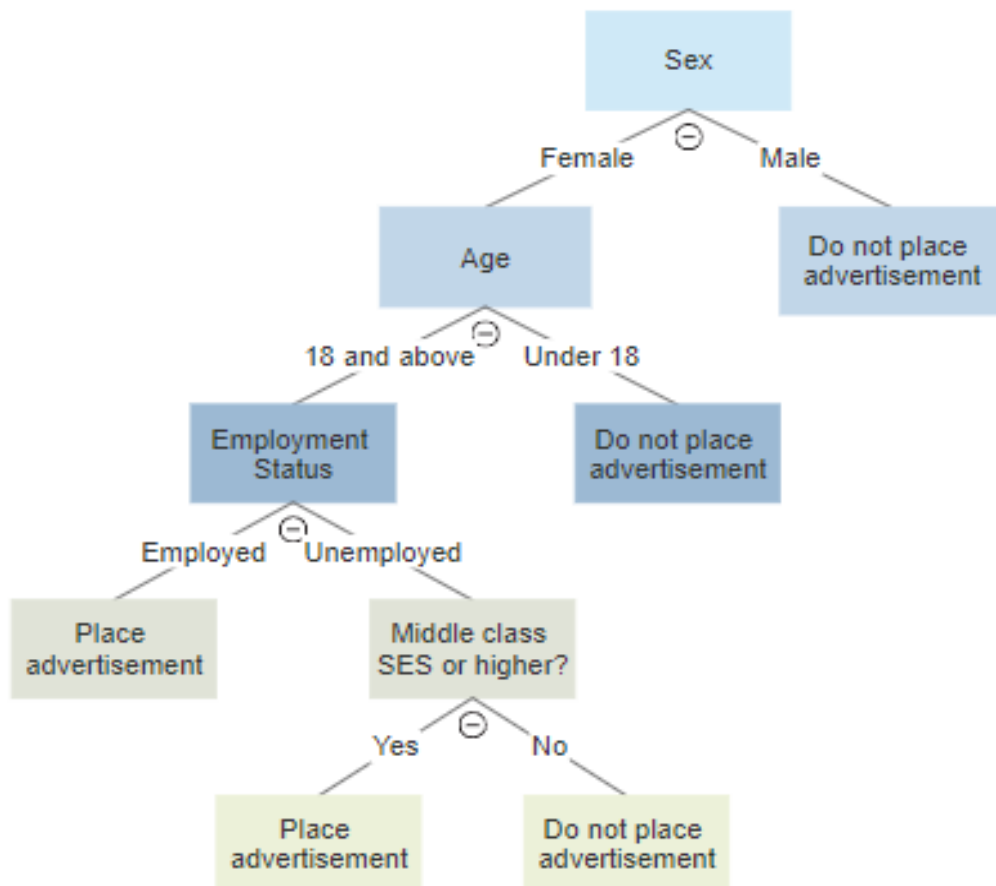 Sex
Female
Male
Age
Do not place
advertisement
18 and above
Under 18
Employment
Status
Do not place
advertisement
Employed
Unemployed
Place
advertisement
Middle class
SES or higher?
Yes
No
Place
advertisement
Do not place
advertisement